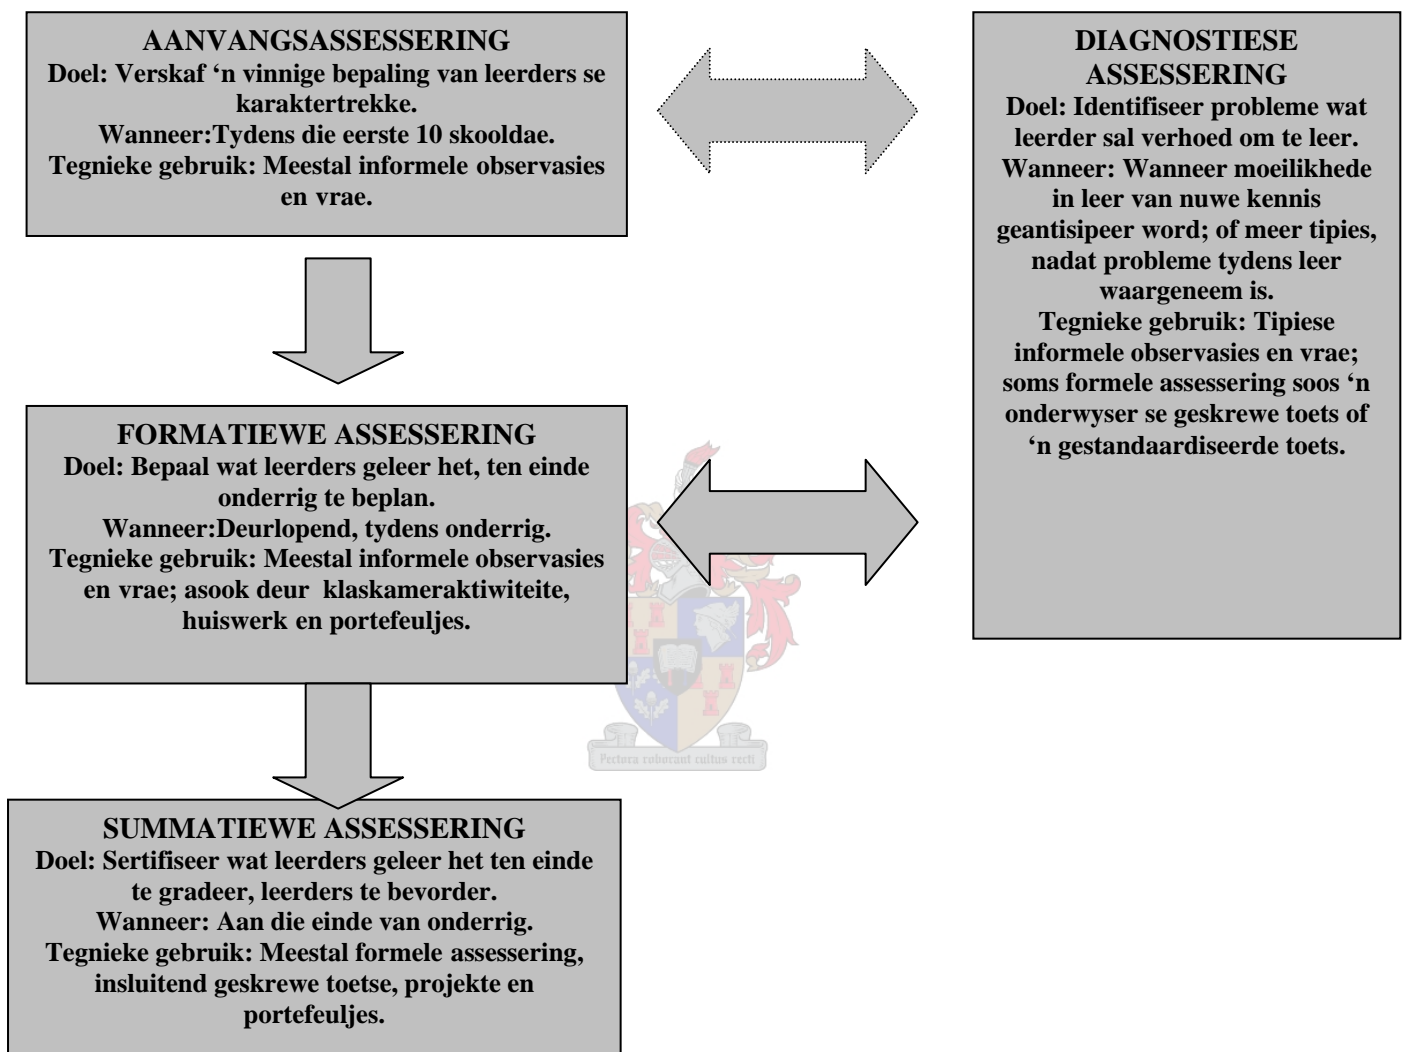 AANVANGSASSESSERING
Doel: Verskaf ‘n vinnige bepaling van leerders se
karaktertrekke.
Wanneer:Tydens die eerste 10 skooldae.
Tegnieke gebruik: Meestal informele observasies
en vrae.
DIAGNOSTIESE
ASSESSERING
Doel: Identifiseer probleme wat
leerder sal verhoed om te leer.
Wanneer: Wanneer moeilikhede
in leer van nuwe kennis
geantisipeer word; of meer tipies,
nadat probleme tydens leer
waargeneem is.
Tegnieke gebruik: Tipiese
informele observasies en vrae;
soms formele assessering soos ‘n
onderwyser se geskrewe toets of
‘n gestandaardiseerde toets.
FORMATIEWE ASSESSERING
Doel: Bepaal wat leerders geleer het, ten einde
onderrig te beplan.
Wanneer:Deurlopend, tydens onderrig.
Tegnieke gebruik: Meestal informele observasies
en vrae; asook deur klaskameraktiwiteite,
huiswerk en portefeuljes.
Pectora roborant cultus recti
SUMMATIEWE ASSESSERING
Doel: Sertifiseer wat leerders geleer het ten einde
te gradeer, leerders te bevorder.
Wanneer: Aan die einde van onderrig.
Tegnieke gebruik: Meestal formele assessering,
insluitend geskrewe toetse, projekte en
portefeuljes.